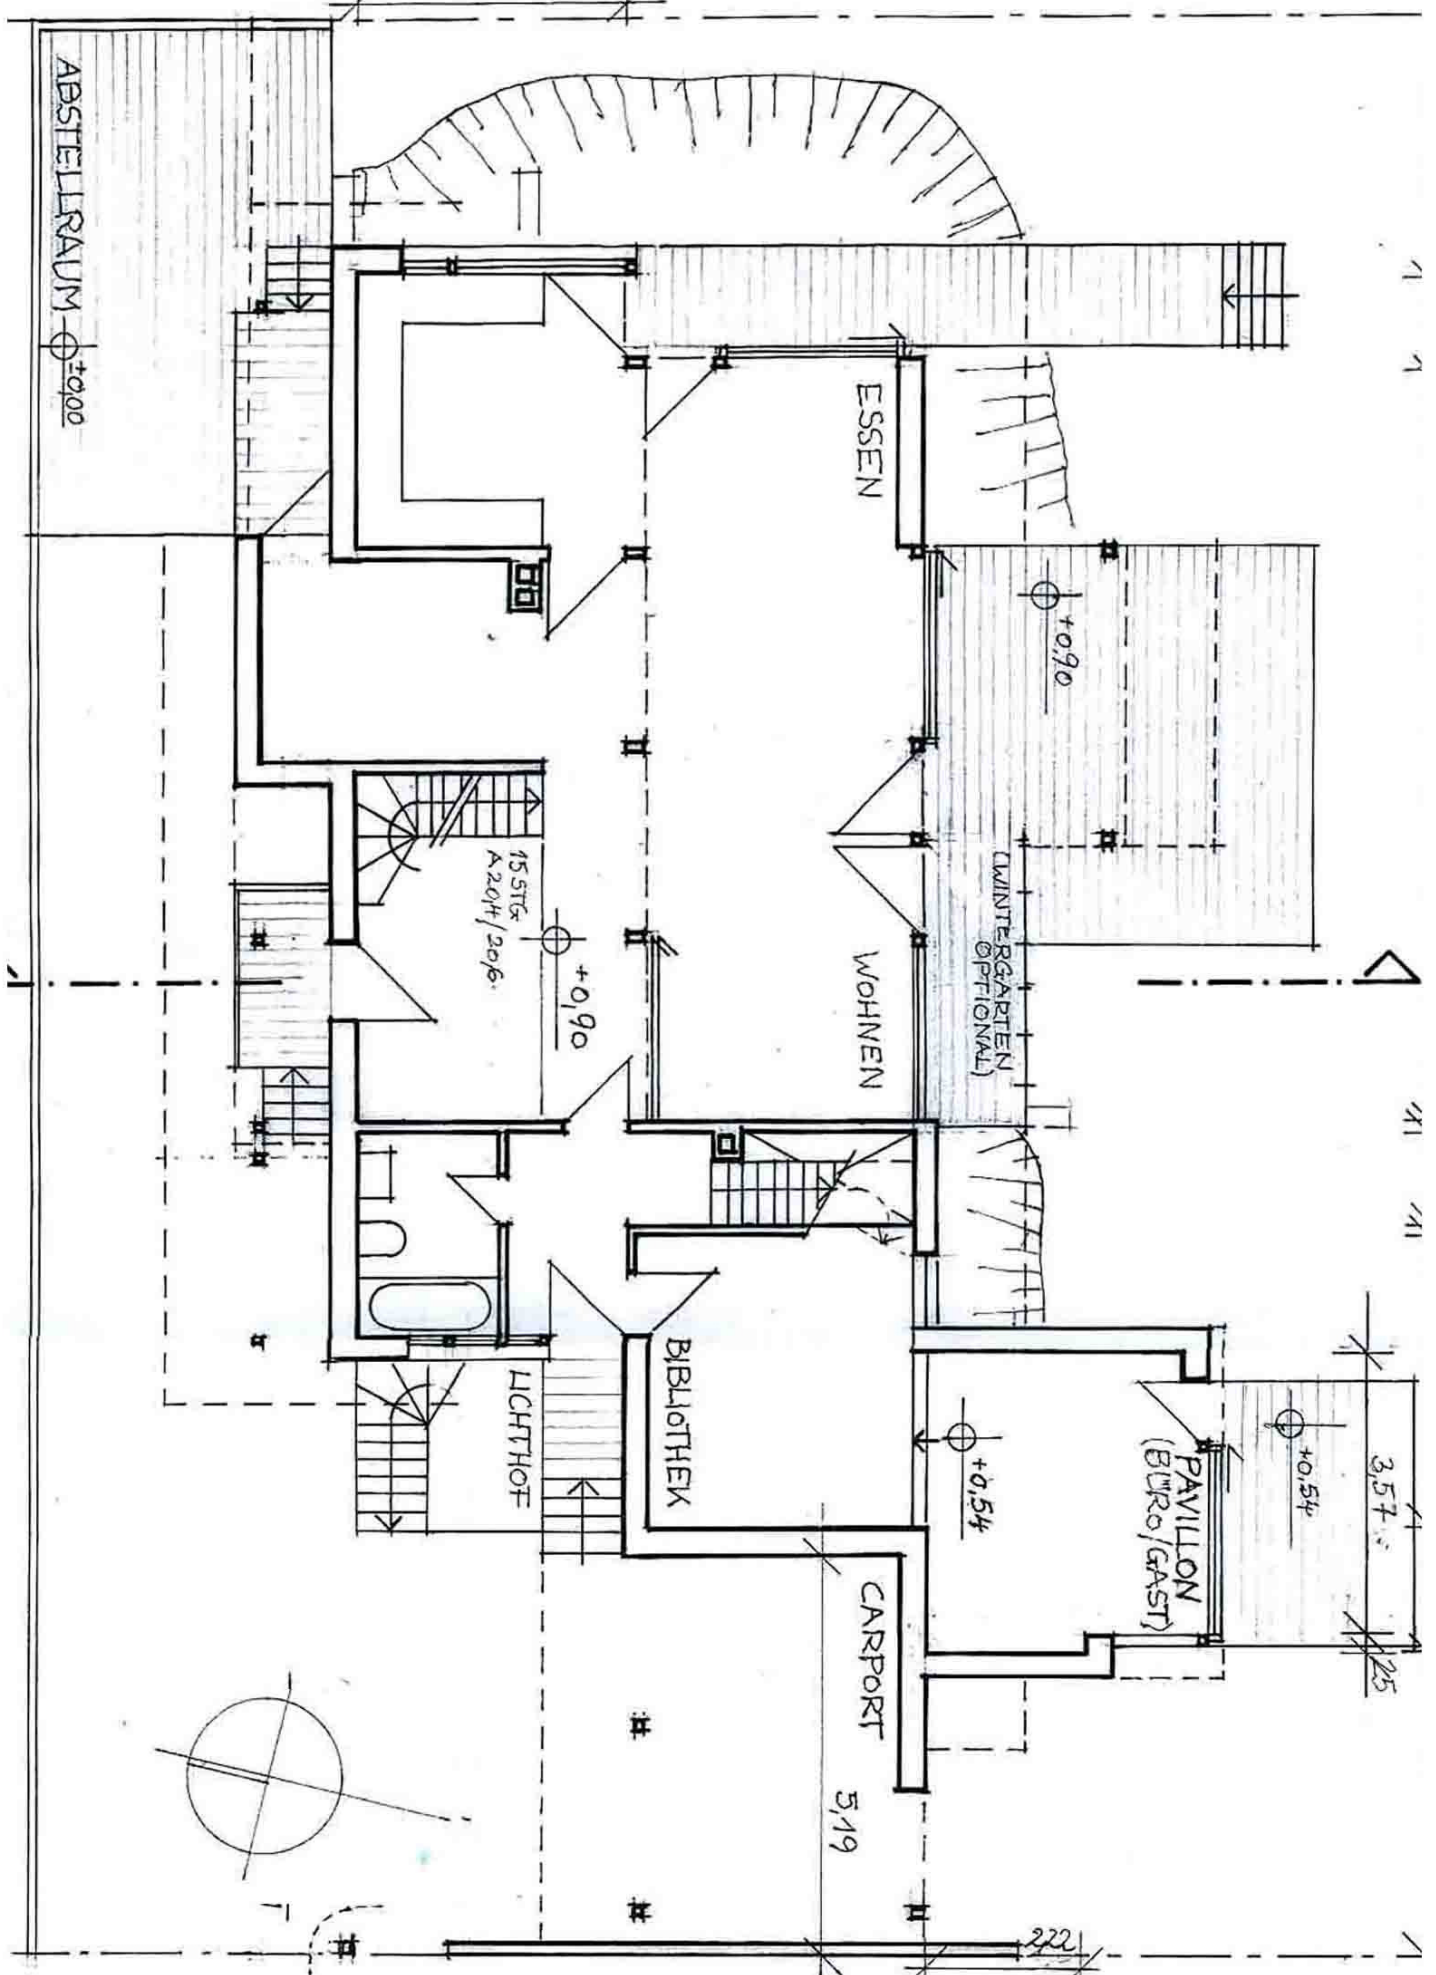 ABSTELLRAUM ±0,00
ESSEN
+0,90
(WINTERGARTEN
OPTIONAL)
15 STG
A 20,4/20,6
+0,90
WOHNEN
LICHTHOF
BIBLIOTHEK
+0,54
PAVILLON
(BÜRO/GAST)
+0,54
3,57
25
CARPORT
5,19
222